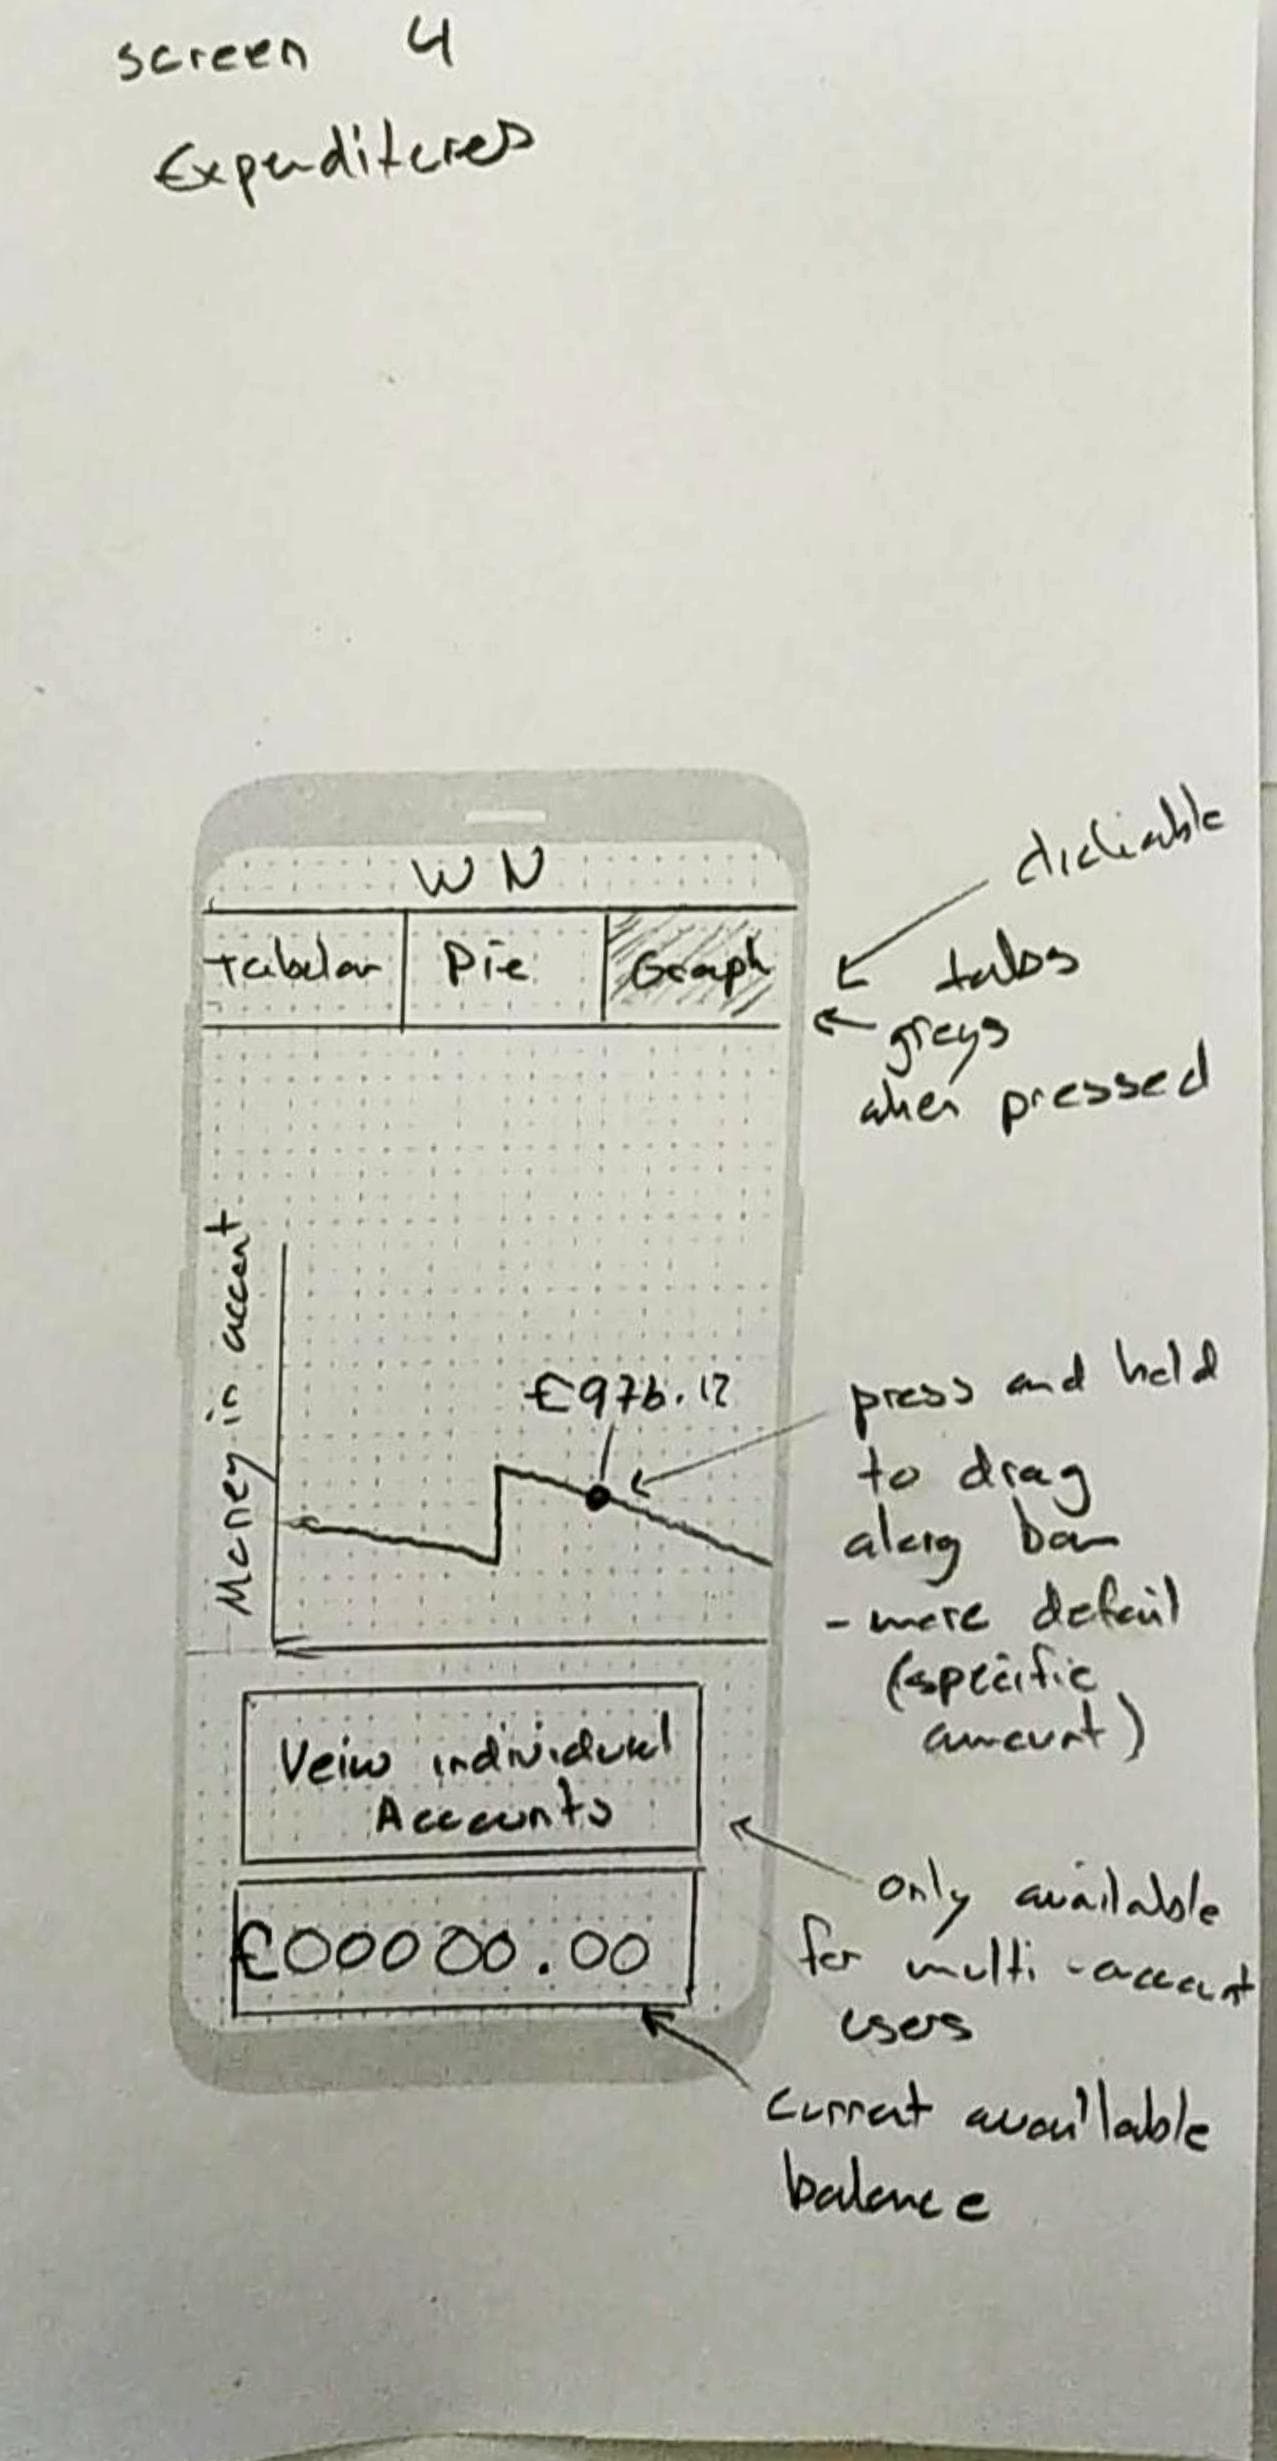 screen 4
Expenditures
WN
Tabular
Pie
Graph
clickable
tabs
greys
when pressed
Money in account
€976.12
press and hold
to drag
along bar
- more detail
(specific
amount)
Veiw individual
Accounts
only available
for multi-account
users
€00000.00
current availlable
balance